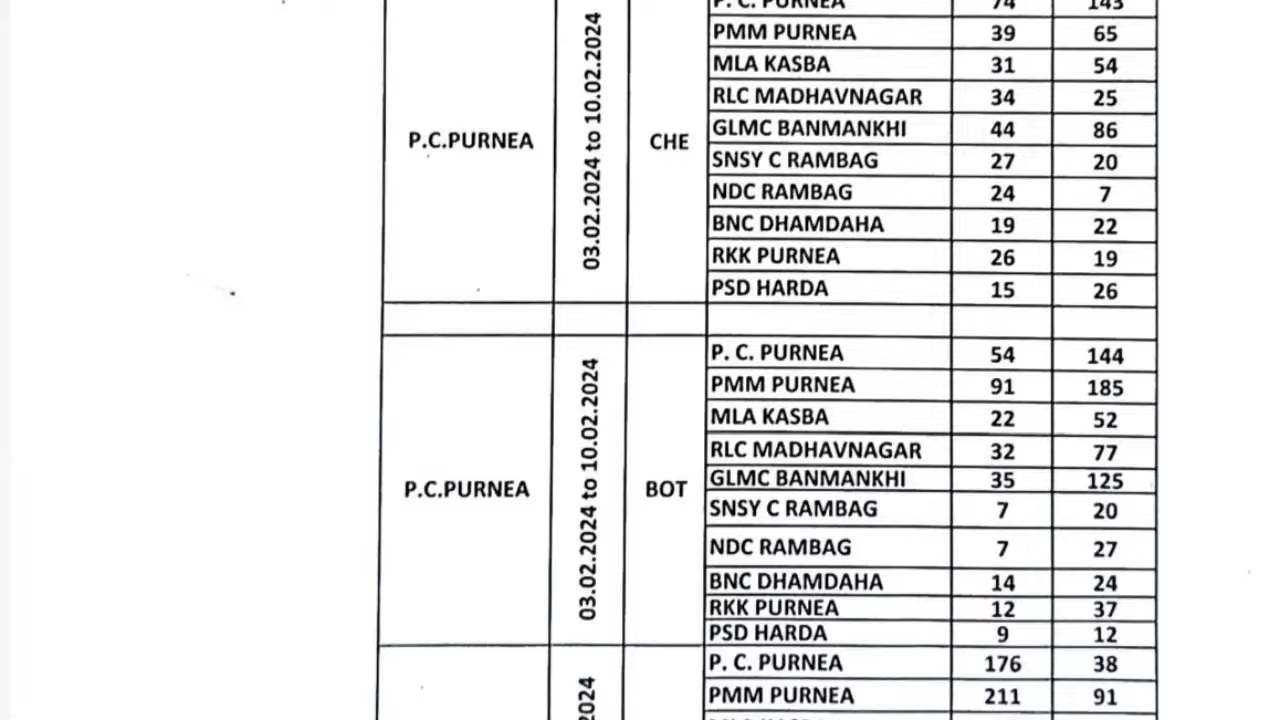 P. C. PURNEA 74 143
PMM PURNEA 39 65
MLA KASBA 31 54
RLC MADHAVNAGAR 34 25
GLMC BANMANKHI 44 86
P.C.PURNEA 03.02.2024 to 10.02.2024 CHE
SNSY C RAMBAG 27 20
NDC RAMBAG 24 7
BNC DHAMDAHA 19 22
RKK PURNEA 26 19
PSD HARDA 15 26
P. C. PURNEA 54 144
PMM PURNEA 91 185
MLA KASBA 22 52
RLC MADHAVNAGAR 32 77
GLMC BANMANKHI 35 125
P.C.PURNEA 03.02.2024 to 10.02.2024 BOT
SNSY C RAMBAG 7 20
NDC RAMBAG 7 27
BNC DHAMDAHA 14 24
RKK PURNEA 12 37
PSD HARDA 9 12
P. C. PURNEA 176 38
2024
PMM PURNEA 211 91